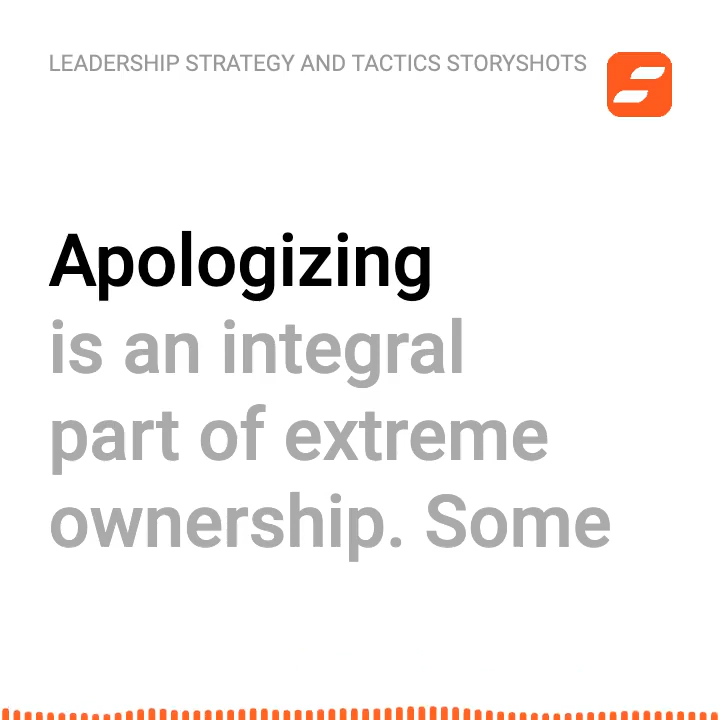 LEADERSHIP STRATEGY AND TACTICS STORYSHOTS
Apologizing
is an integral
part of extreme
ownership. Some